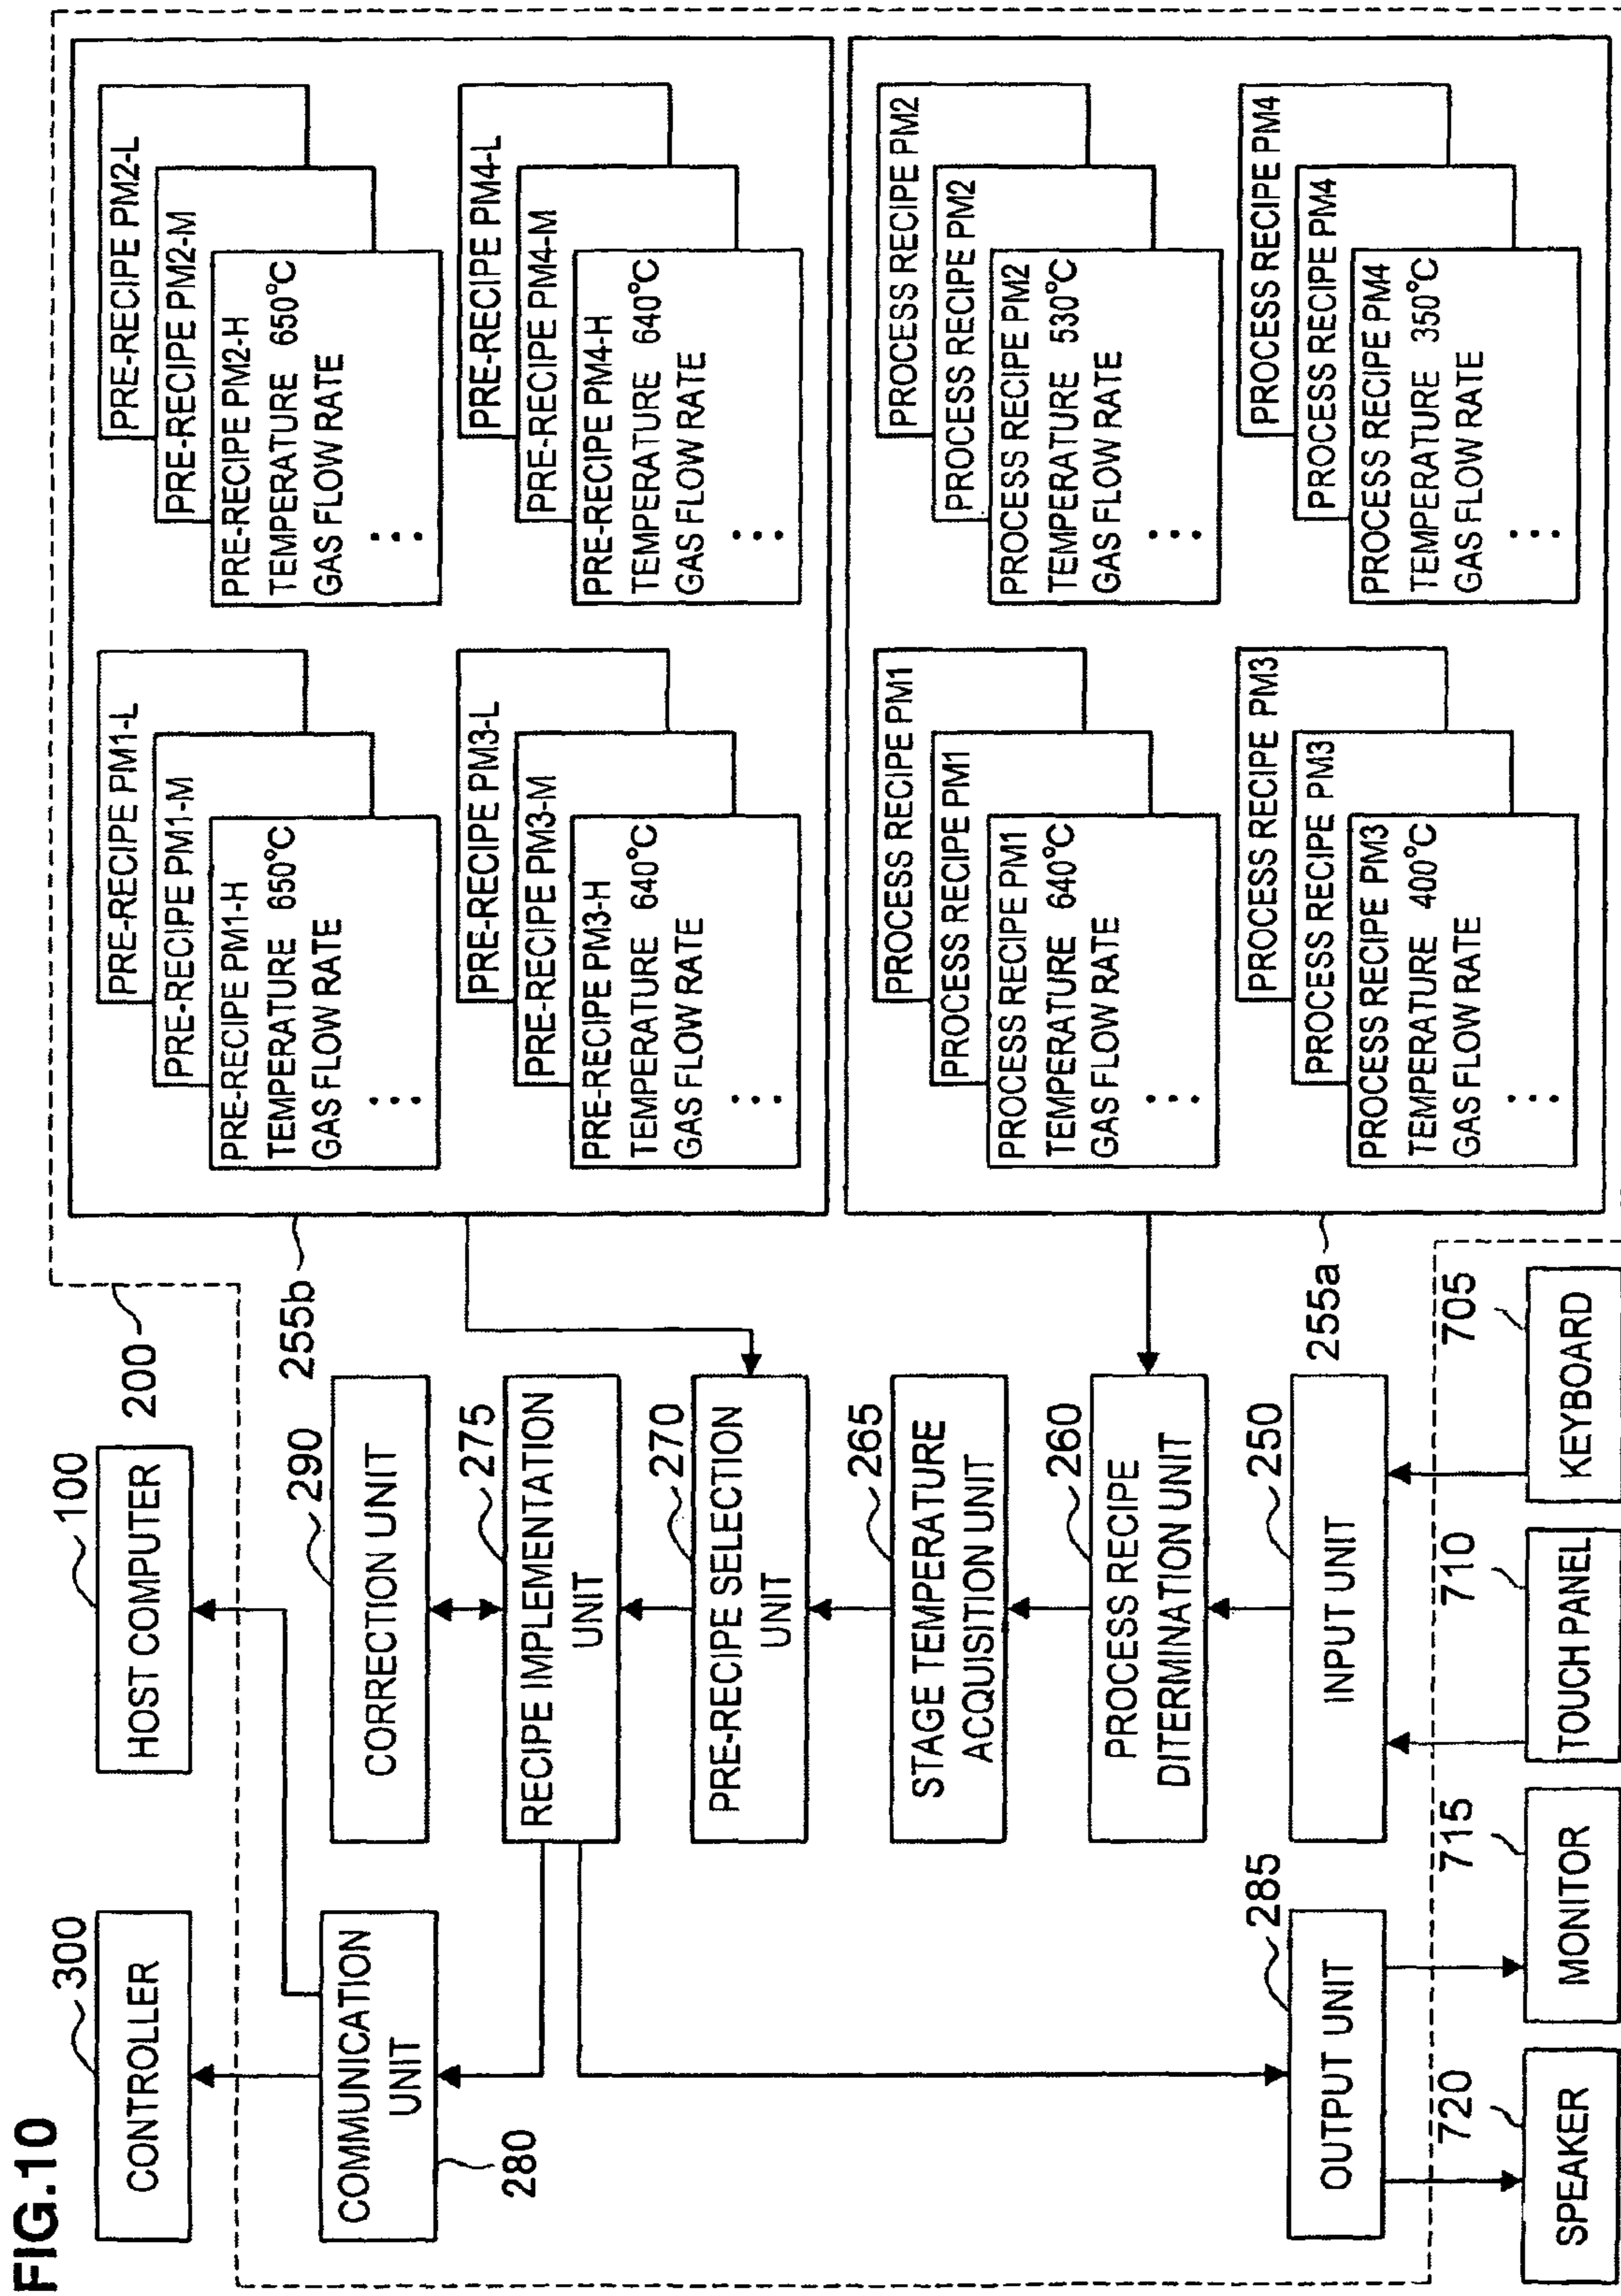 FIG.10
CONTROLLER
300
HOST COMPUTER
100
200
COMMUNICATION
UNIT
280
CORRECTION UNIT
290
RECIPE IMPLEMENTATION
UNIT
275
PRE-RECIPE SELECTION
UNIT
270
STAGE TEMPERATURE
ACQUISITION UNIT
265
PROCESS RECIPE
DITERMINATION UNIT
260
INPUT UNIT
250
OUTPUT UNIT
285
SPEAKER
720
MONITOR
715
TOUCH PANEL
710
KEYBOARD
705
255b
PRE-RECIPE PM1-L
PRE-RECIPE PM1-M
PRE-RECIPE PM1-H
TEMPERATURE 650°C
GAS FLOW RATE
⋮
PRE-RECIPE PM2-L
PRE-RECIPE PM2-M
PRE-RECIPE PM2-H
TEMPERATURE 650°C
GAS FLOW RATE
⋮
PRE-RECIPE PM3-L
PRE-RECIPE PM3-M
PRE-RECIPE PM3-H
TEMPERATURE 640°C
GAS FLOW RATE
⋮
PRE-RECIPE PM4-L
PRE-RECIPE PM4-M
PRE-RECIPE PM4-H
TEMPERATURE 640°C
GAS FLOW RATE
⋮
255a
PROCESS RECIPE PM1
PROCESS RECIPE PM1
PROCESS RECIPE PM1
TEMPERATURE 640°C
GAS FLOW RATE
⋮
PROCESS RECIPE PM2
PROCESS RECIPE PM2
PROCESS RECIPE PM2
TEMPERATURE 530°C
GAS FLOW RATE
⋮
PROCESS RECIPE PM3
PROCESS RECIPE PM3
PROCESS RECIPE PM3
TEMPERATURE 400°C
GAS FLOW RATE
⋮
PROCESS RECIPE PM4
PROCESS RECIPE PM4
PROCESS RECIPE PM4
TEMPERATURE 350°C
GAS FLOW RATE
⋮